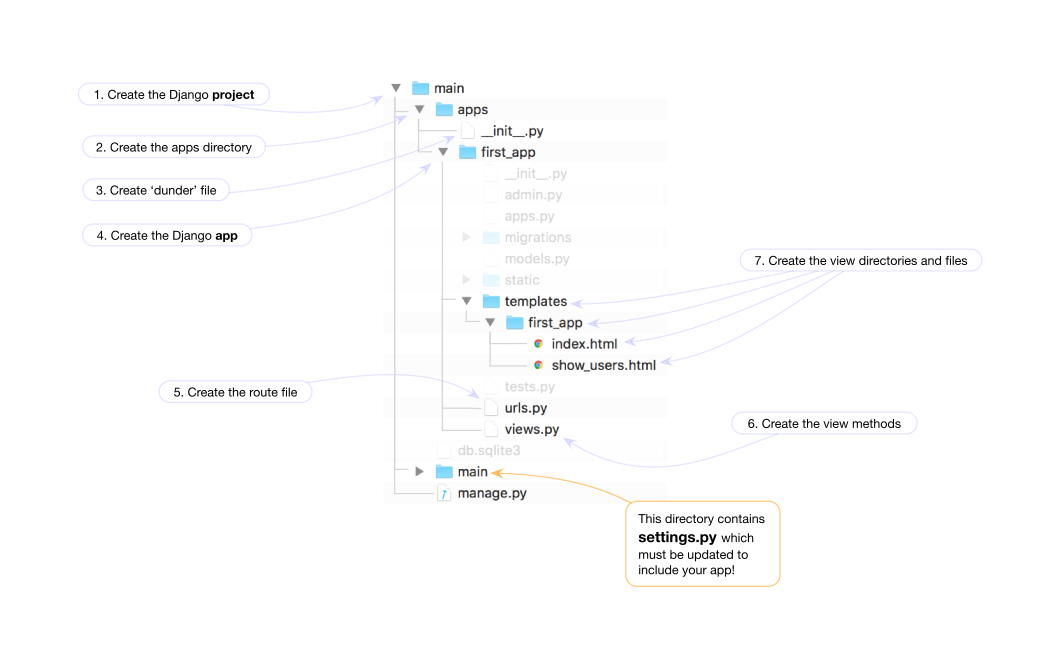 main
1. Create the Django project
apps
__init__.py
2. Create the apps directory
first_app
__init__.py
3. Create ‘dunder’ file
admin.py
apps.py
4. Create the Django app
migrations
models.py
7. Create the view directories and files
static
templates
first_app
index.html
show_users.html
tests.py
5. Create the route file
urls.py
6. Create the view methods
views.py
db.sqlite3
main
manage.py
This directory contains
settings.py which
must be updated to
include your app!